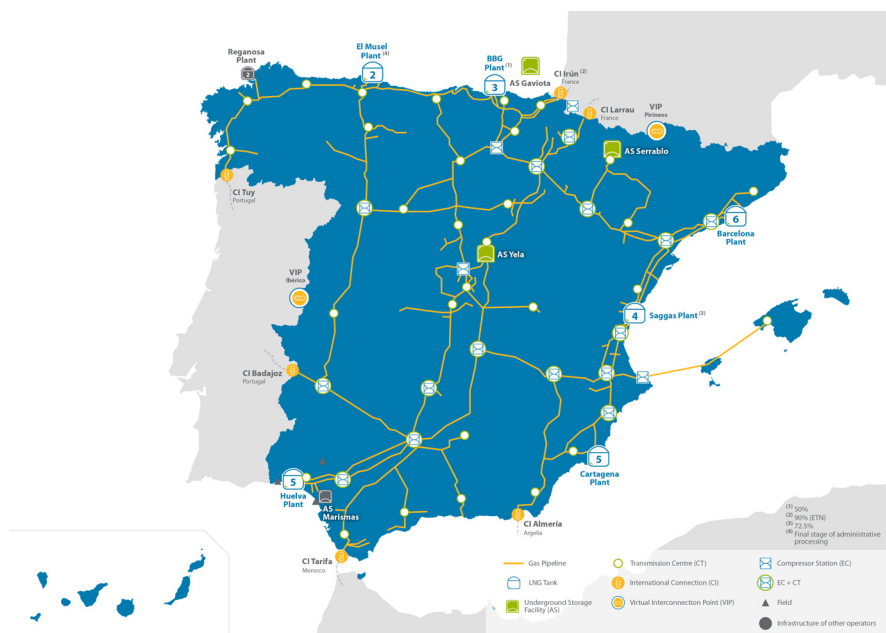 Reganosa
Plant
2
El Musel
Plant (4)
2
BBG
Plant (1)
3
AS Gaviota
CI Irún (2)
France
CI Larrau
France
VIP
Pirineos
AS Serrablo
CI Tuy
Portugal
6
Barcelona
Plant
AS Yela
VIP
Ibérico
4
Saggas Plant (3)
CI Badajoz
Portugal
5
Cartagena
Plant
5
Huelva
Plant
AS
Marismas
CI Almería
Argelia
CI Tarifa
Morocco
(1) 50%
(2) 90% (ETN)
(3) 72.5%
(4) Final stage of administrative
processing
Gas Pipeline
Transmission Centre (CT)
Compressor Station (EC)
LNG Tank
International Connection (CI)
EC + CT
Underground Storage
Facility (AS)
Virtual Interconnection Point (VIP)
Field
Infrastructure of other operators